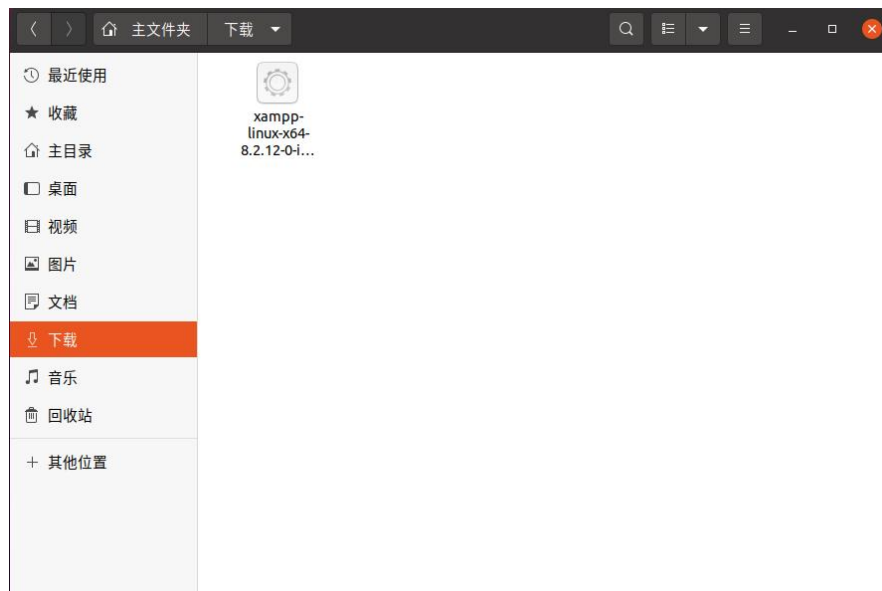 主文件夹 下载
最近使用
收藏
主目录
桌面
视频
图片
文档
下载
音乐
回收站
其他位置
xampp-
linux-x64-
8.2.12-0-i...